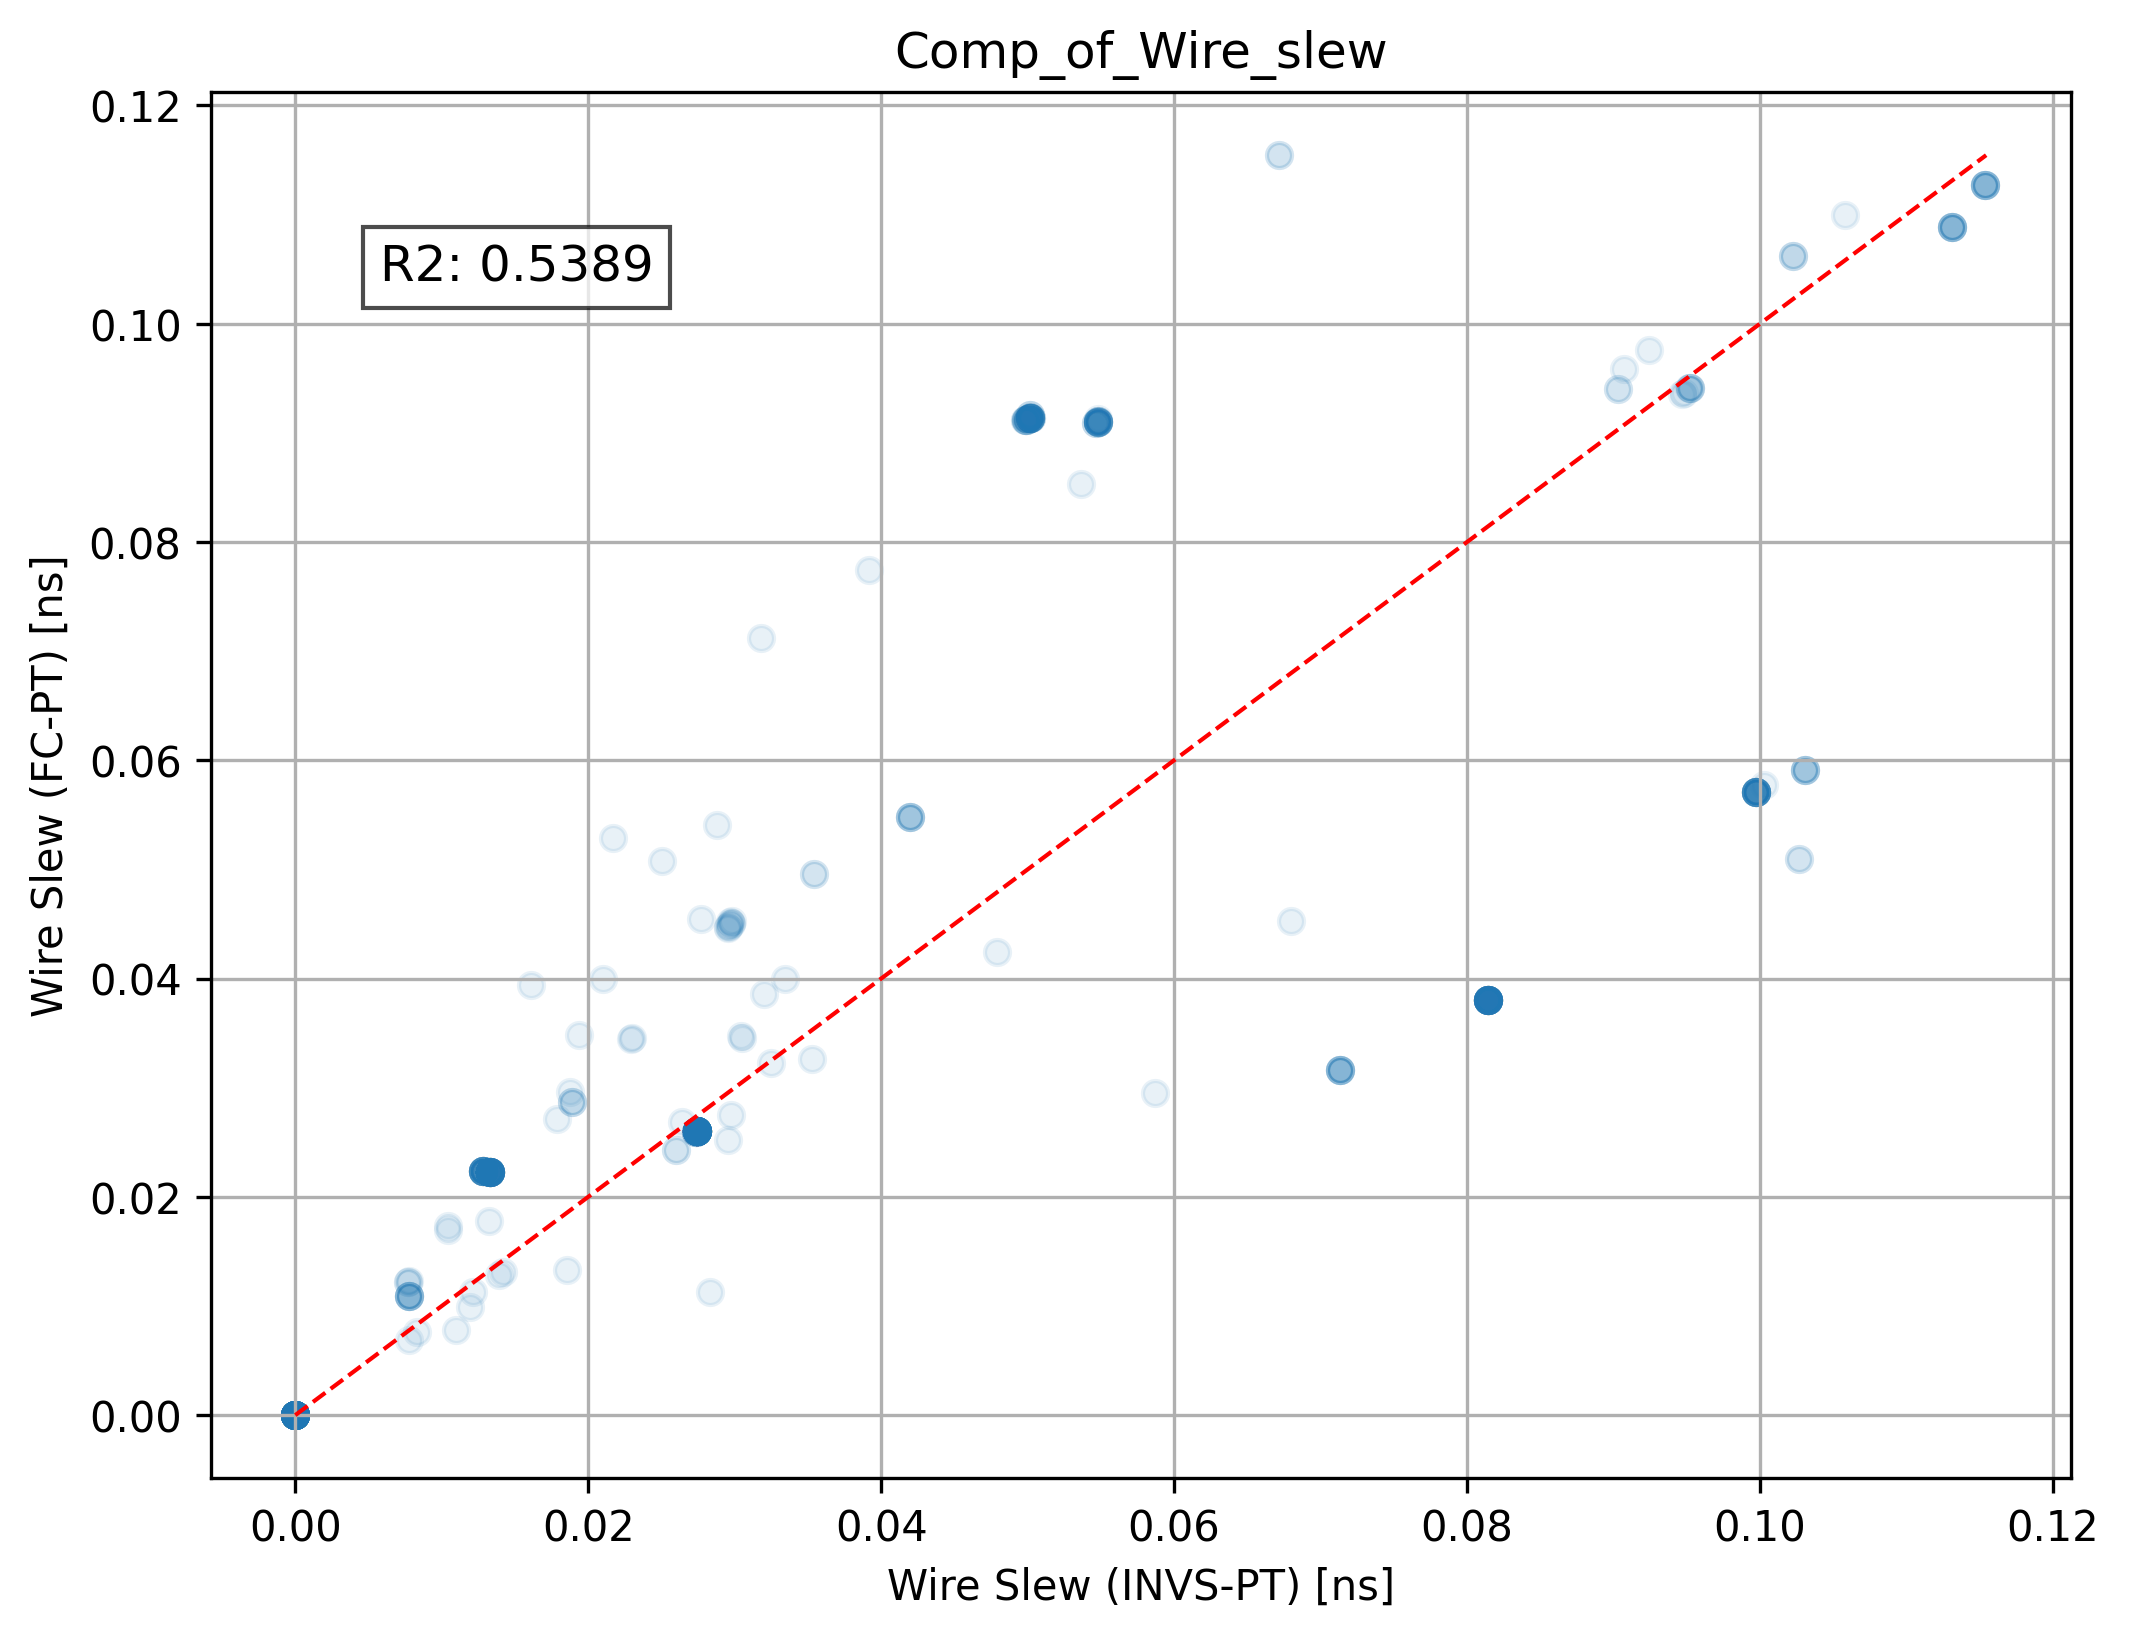 Comp_of_Wire_slew
0.12
0.10
0.08
0.06
0.04
0.02
0.00
Wire Slew (FC-PT) [ns]
R2: 0.5389
0.00 0.02 0.04 0.06 0.08 0.10 0.12
Wire Slew (INVS-PT) [ns]